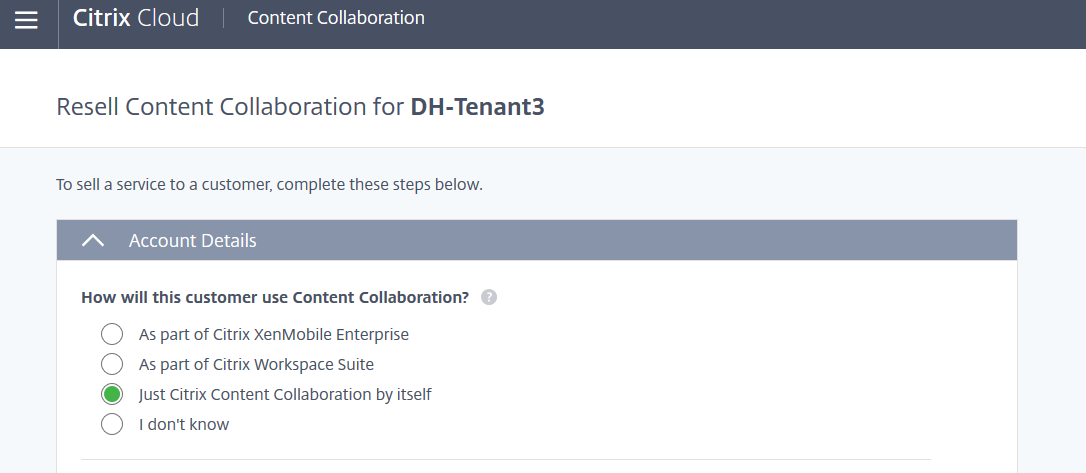 Citrix Cloud Content Collaboration
Resell Content Collaboration for DH-Tenant3
To sell a service to a customer, complete these steps below.
Account Details
How will this customer use Content Collaboration? ?
As part of Citrix XenMobile Enterprise
As part of Citrix Workspace Suite
Just Citrix Content Collaboration by itself
I don't know